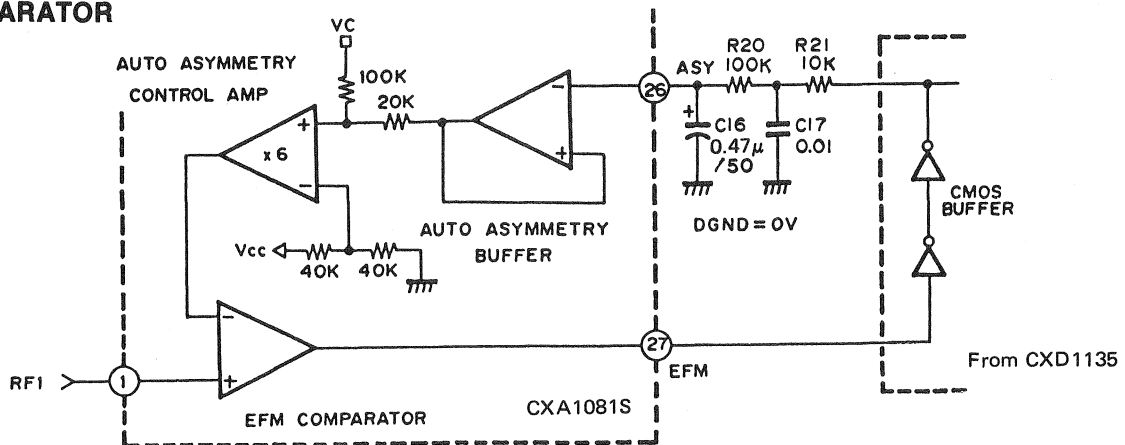 ARATOR
VC
AUTO ASYMMETRY
CONTROL AMP
100K
20K
+
x 6
−
Vcc
40K
40K
−
+
AUTO ASYMMETRY
BUFFER
26
ASY
R20
100K
R21
10K
+
C16
0.47μ
/50
C17
0.01
DGND=0V
CMOS
BUFFER
−
+
RF1
1
27
EFM
EFM COMPARATOR
CXA1081S
From CXD1135